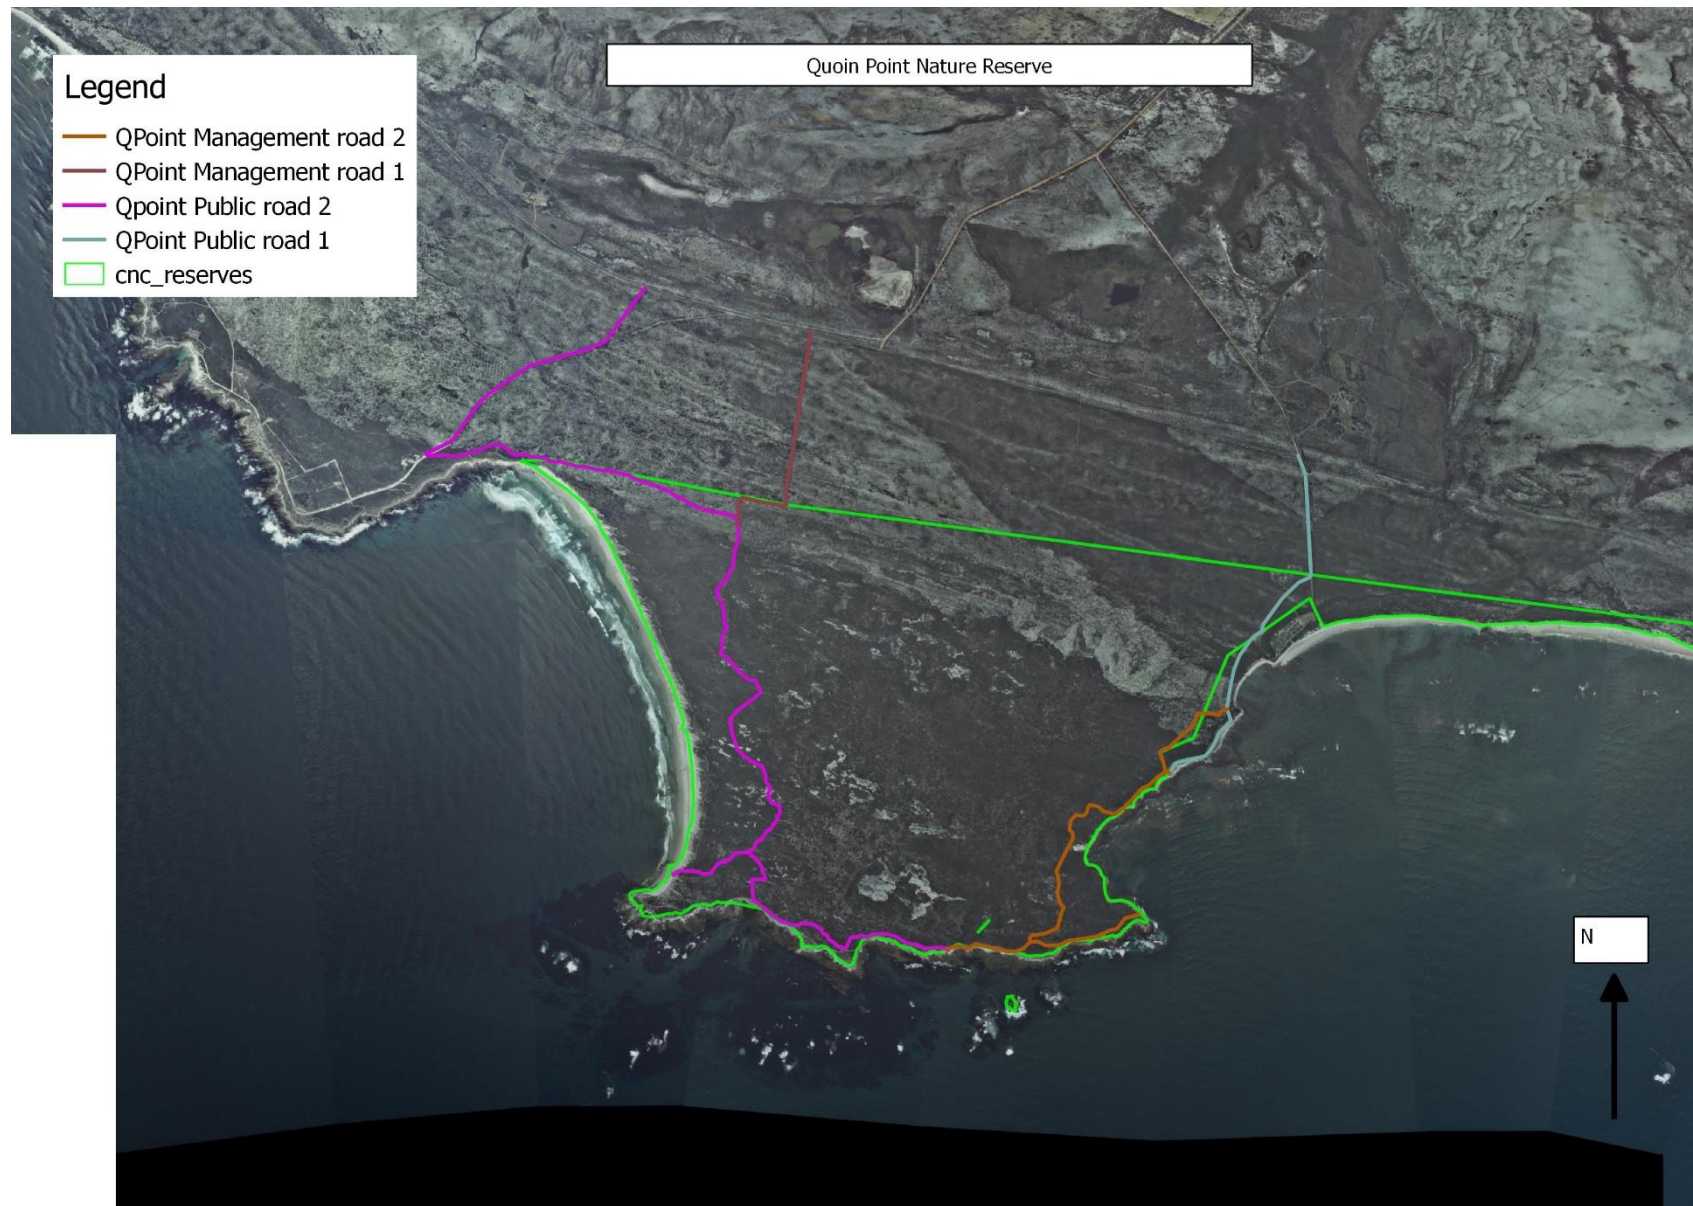 Quoin Point Nature Reserve
Legend
QPoint Management road 2
QPoint Management road 1
Qpoint Public road 2
QPoint Public road 1
cnc_reserves
N